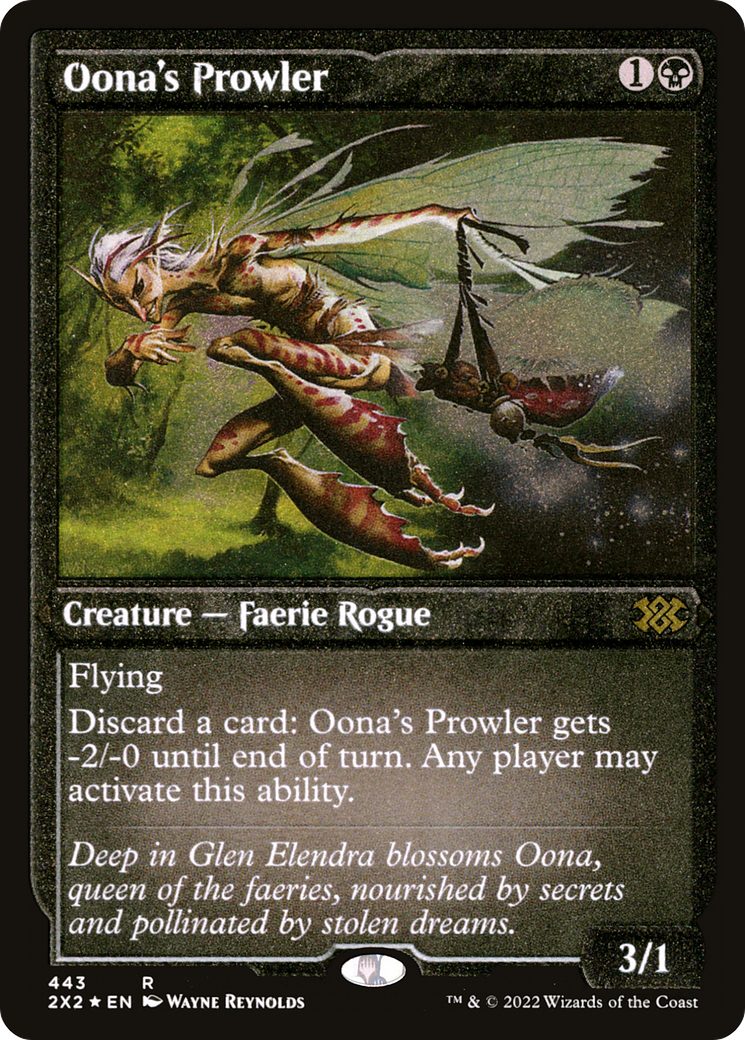 Oona's Prowler
1
Creature — Faerie Rogue
Flying
Discard a card: Oona's Prowler gets
-2/-0 until end of turn. Any player may
activate this ability.
Deep in Glen Elendra blossoms Oona,
queen of the faeries, nourished by secrets
and pollinated by stolen dreams.
3/1
443 R
2X2 ★ EN Wayne Reynolds
™ & © 2022 Wizards of the Coast